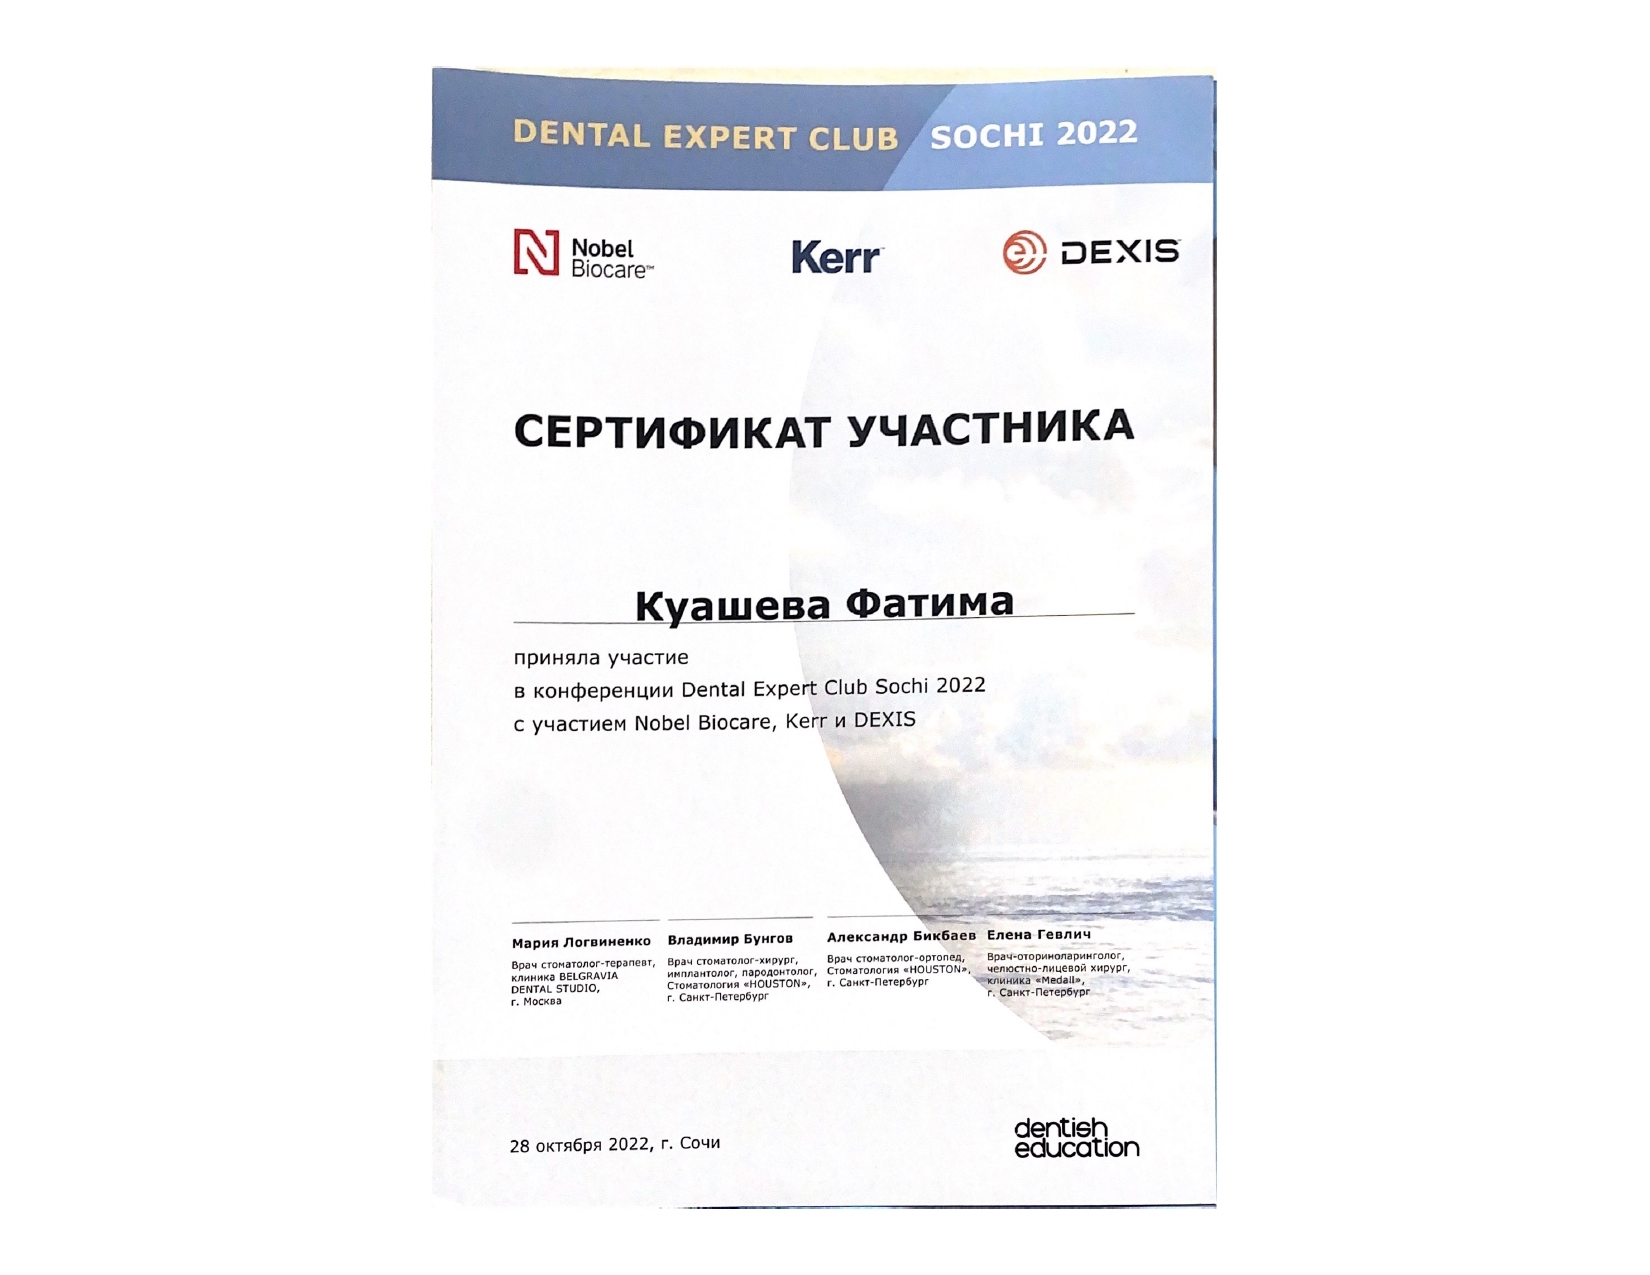 DENTAL EXPERT CLUB SOCHI 2022
Nobel
Biocare™
Kerr™
DEXIS™
СЕРТИФИКАТ УЧАСТНИКА
Куашева Фатима
приняла участие
в конференции Dental Expert Club Sochi 2022
с участием Nobel Biocare, Kerr и DEXIS
Мария Логвиненко
Врач стоматолог-терапевт,
клиника BELGRAVIA
DENTAL STUDIO,
г. Москва
Владимир Бунгов
Врач стоматолог-хирург,
имплантолог, пародонтолог,
Стоматология «HOUSTON»,
г. Санкт-Петербург
Александр Бикбаев
Врач стоматолог-ортопед,
Стоматология «HOUSTON»,
г. Санкт-Петербург
Елена Гевлич
Врач-оториноларинголог,
челюстно-лицевой хирург,
клиника «Medall»,
г. Санкт-Петербург
28 октября 2022, г. Сочи
dentish
education